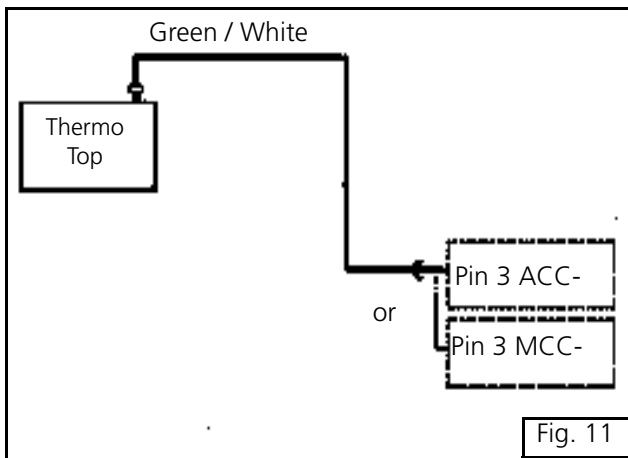 Green / White
Thermo
Top
Pin 3 ACC-
or
Pin 3 MCC-
Fig. 11